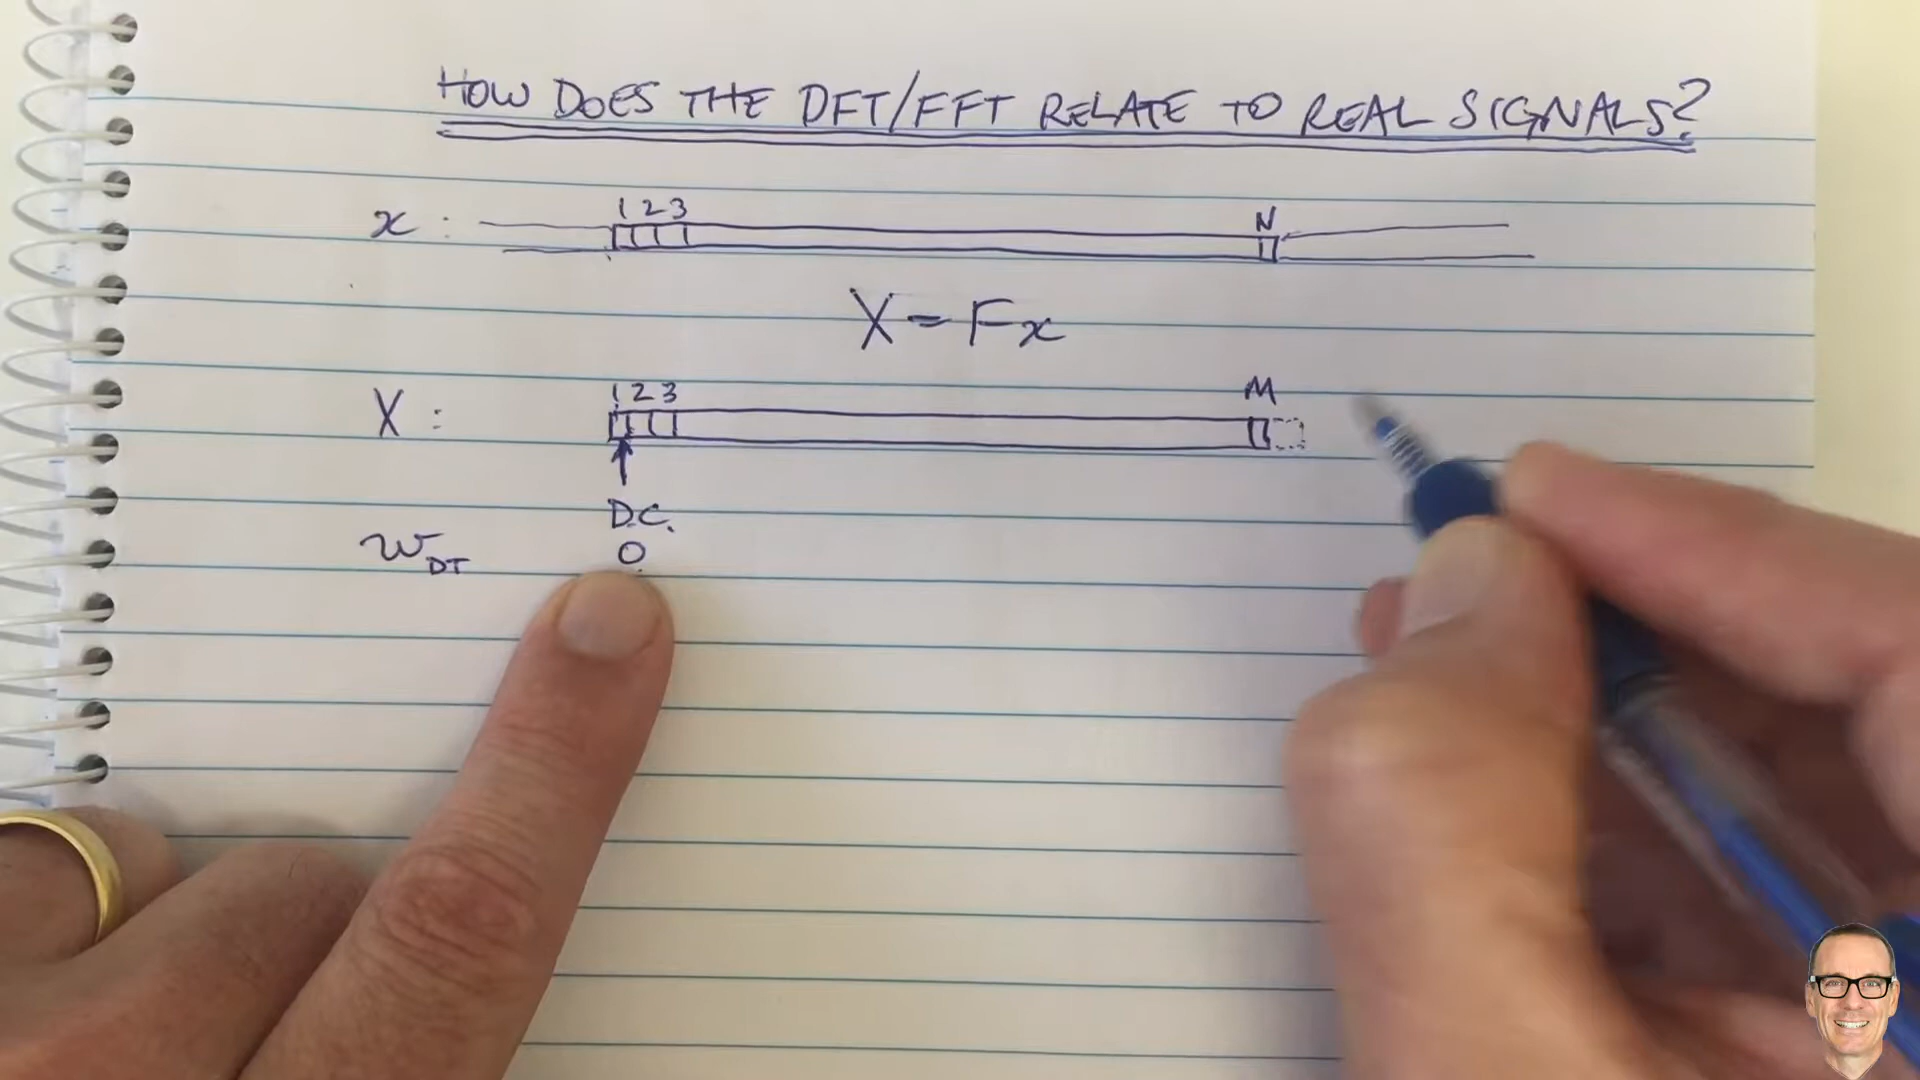 HOW DOES THE DFT/FFT RELATE TO REAL SIGNALS?
1 2 3 N
x :
X = Fx
1 2 3 M
X :
D.C.
W_DT 0